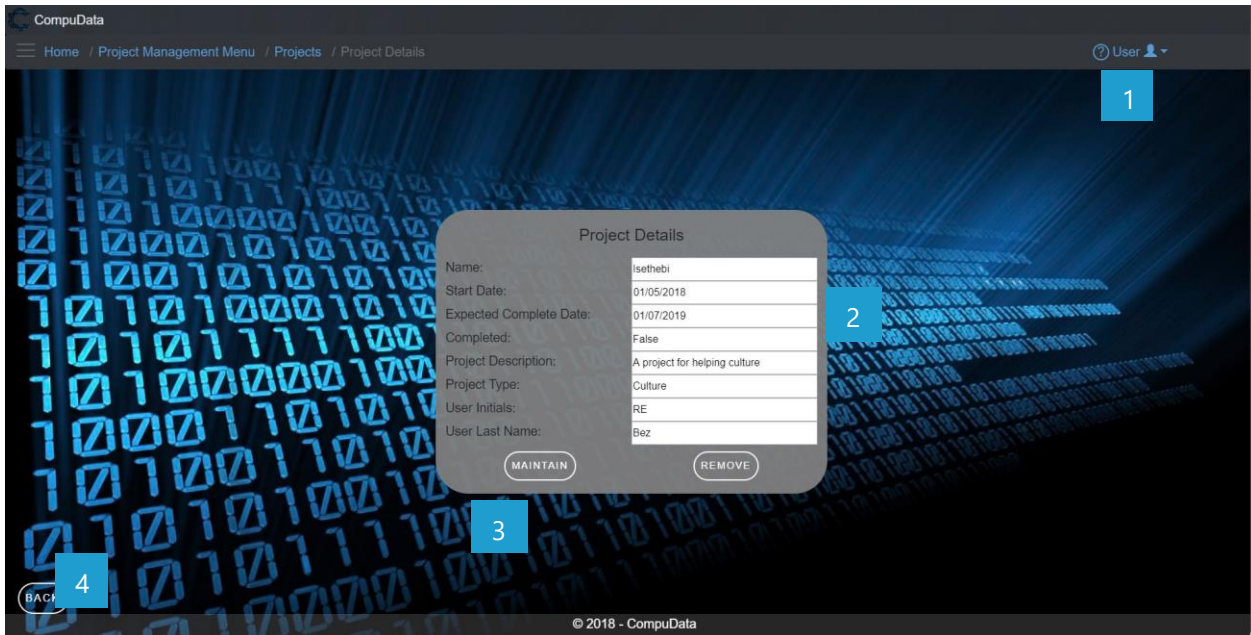 CompuData
Home / Project Management Menu / Projects / Project Details
User
1
Project Details
Name: Isethebi
Start Date: 01/05/2018
Expected Complete Date: 01/07/2019
2
Completed: False
Project Description: A project for helping culture
Project Type: Culture
User Initials: RE
User Last Name: Bez
MAINTAIN REMOVE
3
4
BACK
© 2018 - CompuData